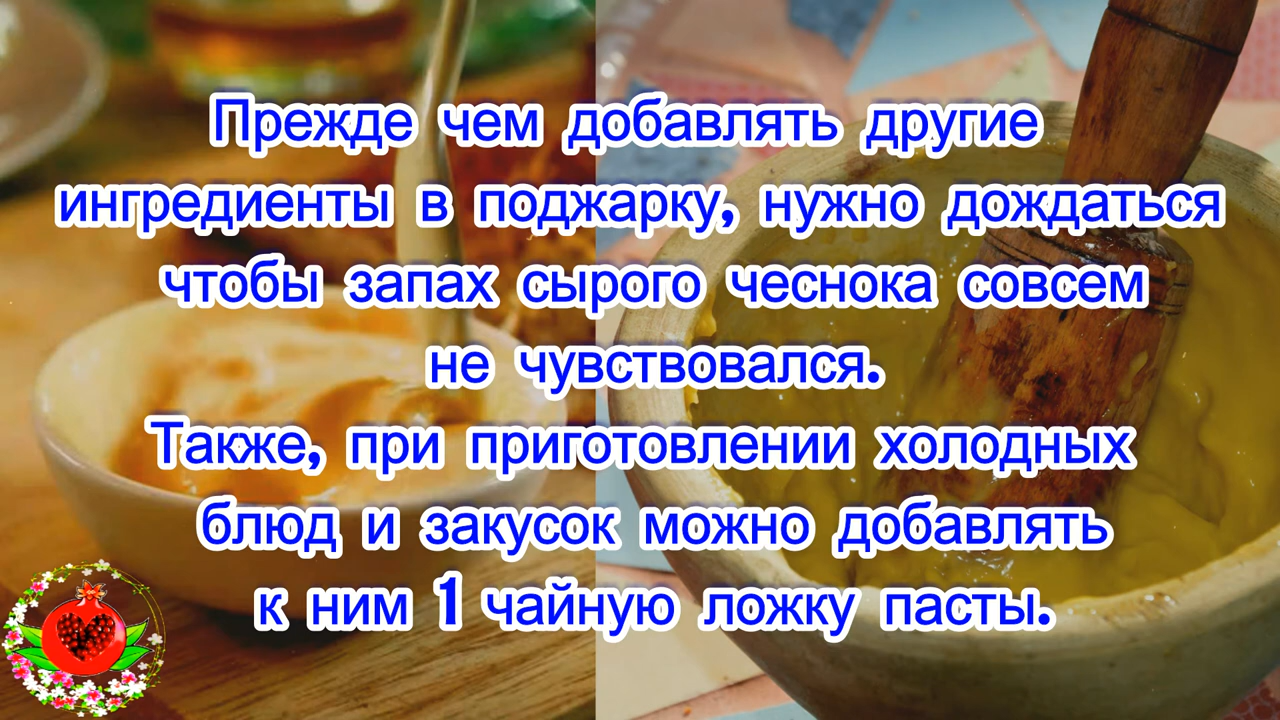 Прежде чем добавлять другие
ингредиенты в поджарку, нужно дождаться
чтобы запах сырого чеснока совсем
не чувствовался.
Также, при приготовлении холодных
блюд и закусок можно добавлять
к ним 1 чайную ложку пасты.